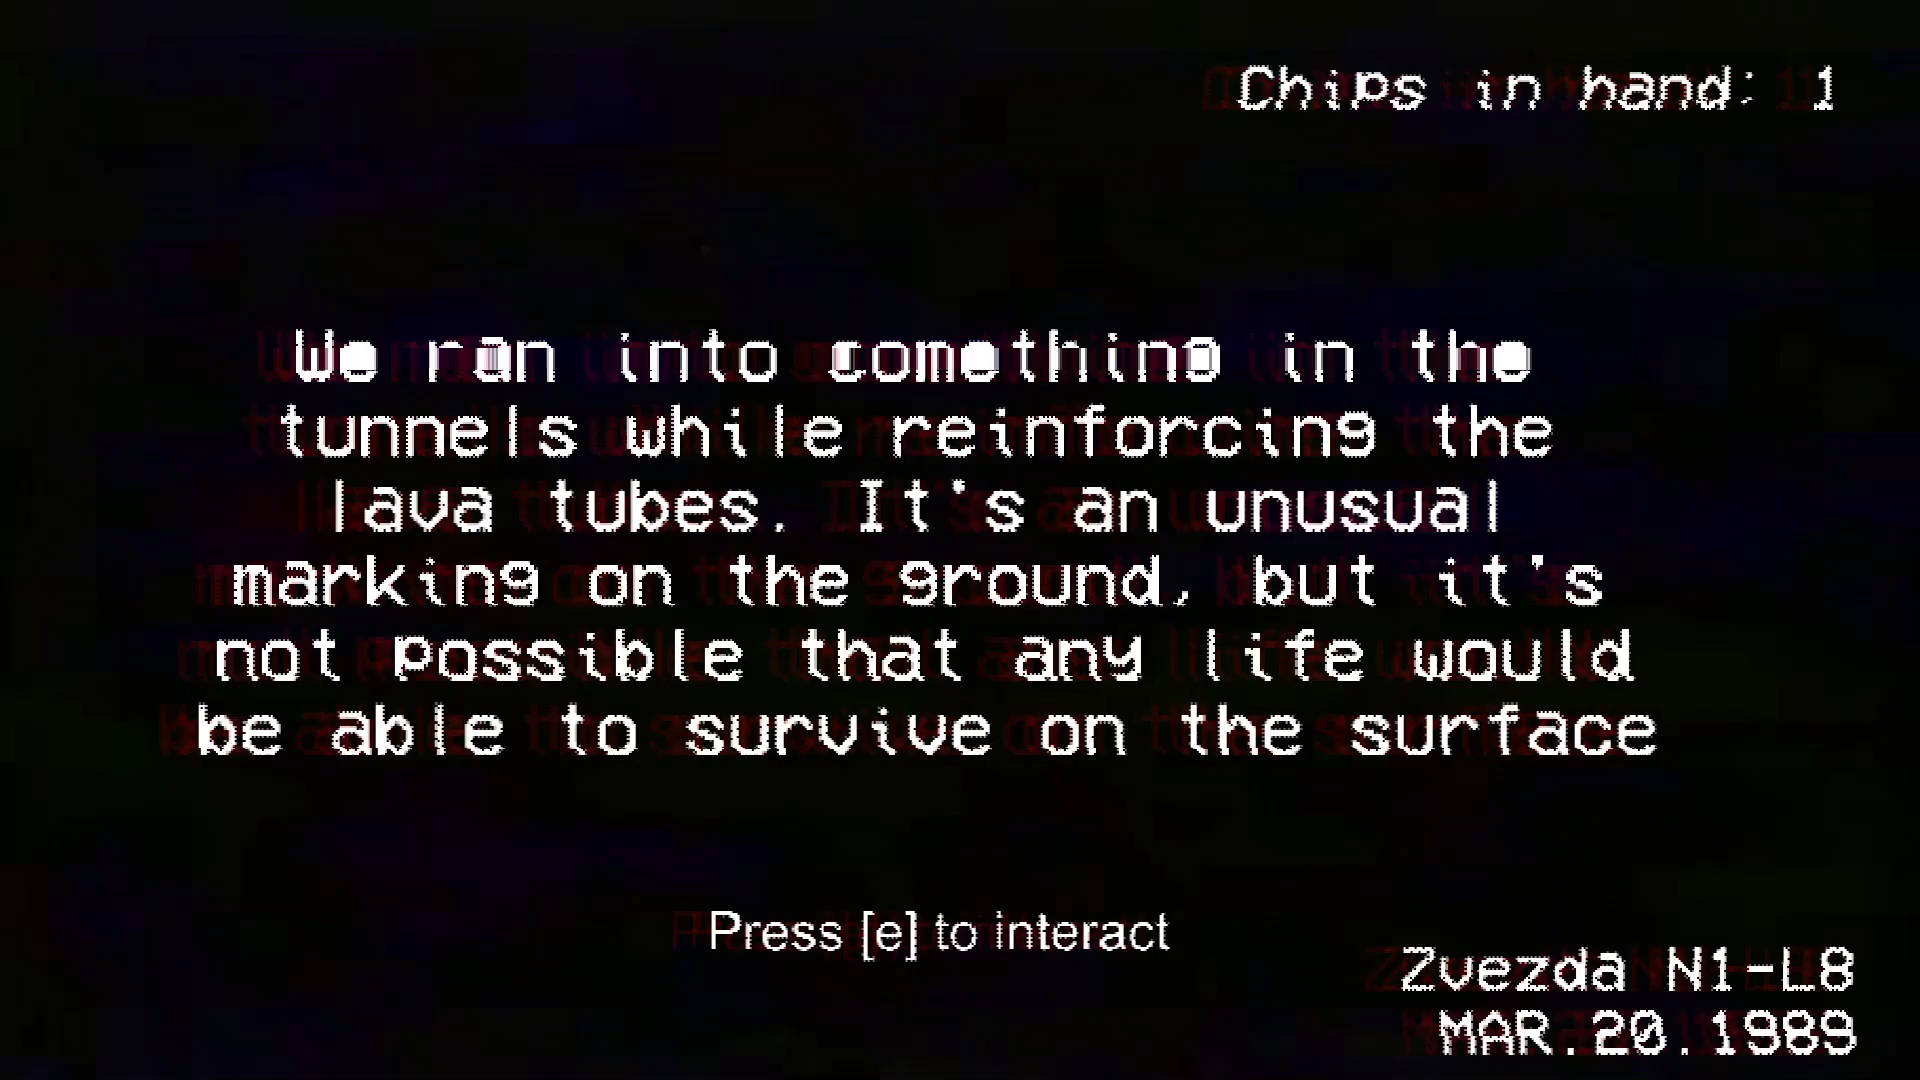 Chips in hand: 1
We ran into something in the
tunnels while reinforcing the
lava tubes. It's an unusual
marking on the ground, but it's
not possible that any life would
be able to survive on the surface
Press [e] to interact
Zvezda N1-L8
MAR.20.1989